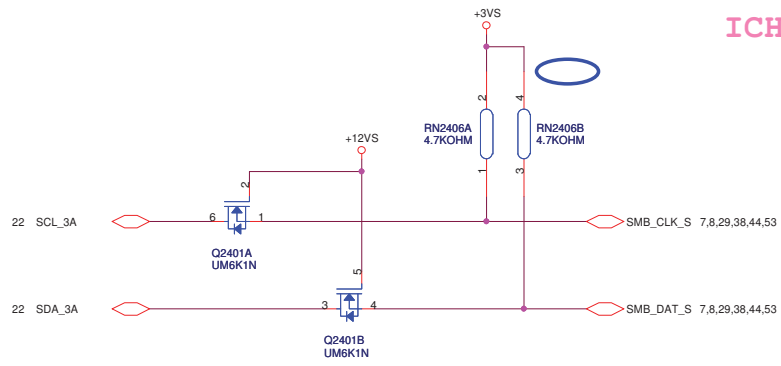 +3VS
ICH
2
4
RN2406A
4.7KOHM
RN2406B
4.7KOHM
+12VS
1
3
2
22 SCL_3A
6
1
SMB_CLK_S 7,8,29,38,44,53
Q2401A
UM6K1N
5
22 SDA_3A
3
4
SMB_DAT_S 7,8,29,38,44,53
Q2401B
UM6K1N